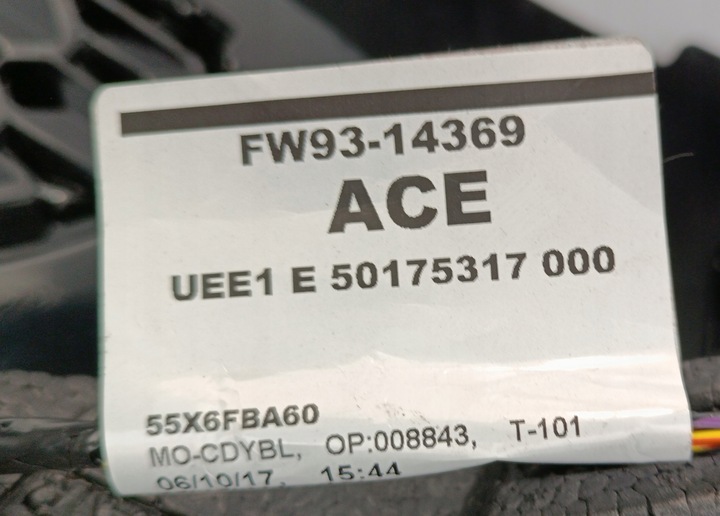 FW93-14369
ACE
UEE1 E 50175317 000
55X6FBA60
MO-CDYBL, OP:008843, T-101
06/10/17, 15:44